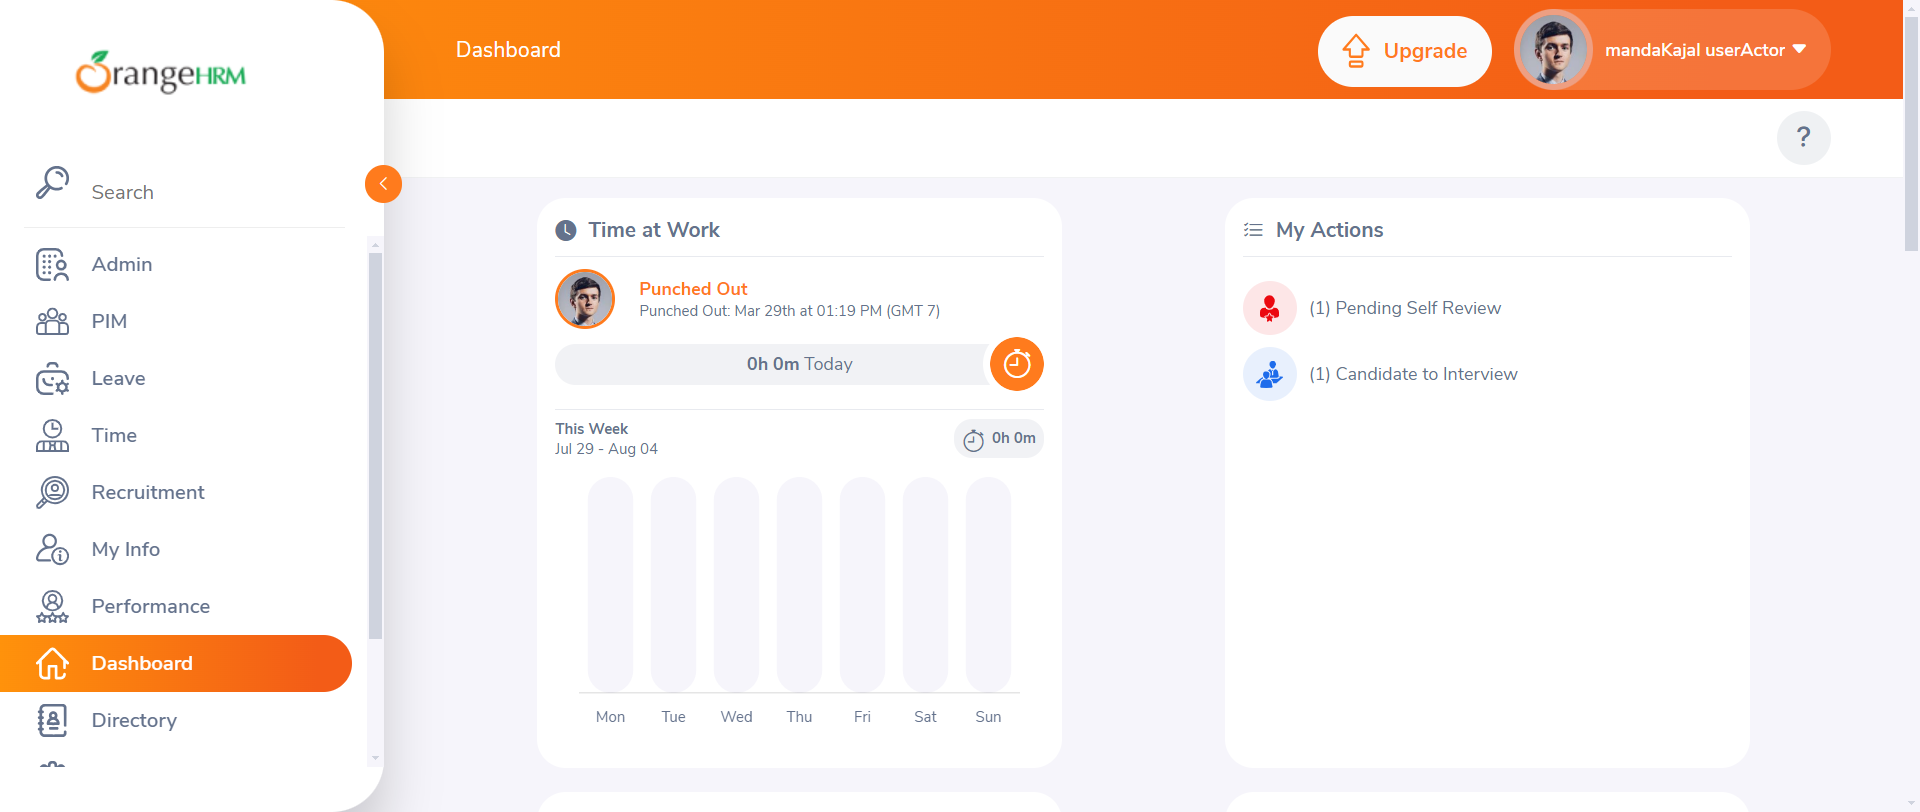 OrangeHRM
Dashboard
Upgrade
mandaKajal userActor
?
Search
Admin
PIM
Leave
Time
Recruitment
My Info
Performance
Dashboard
Directory
Time at Work
Punched Out
Punched Out: Mar 29th at 01:19 PM (GMT 7)
0h 0m Today
This Week
Jul 29 - Aug 04
0h 0m
Mon Tue Wed Thu Fri Sat Sun
My Actions
(1) Pending Self Review
(1) Candidate to Interview